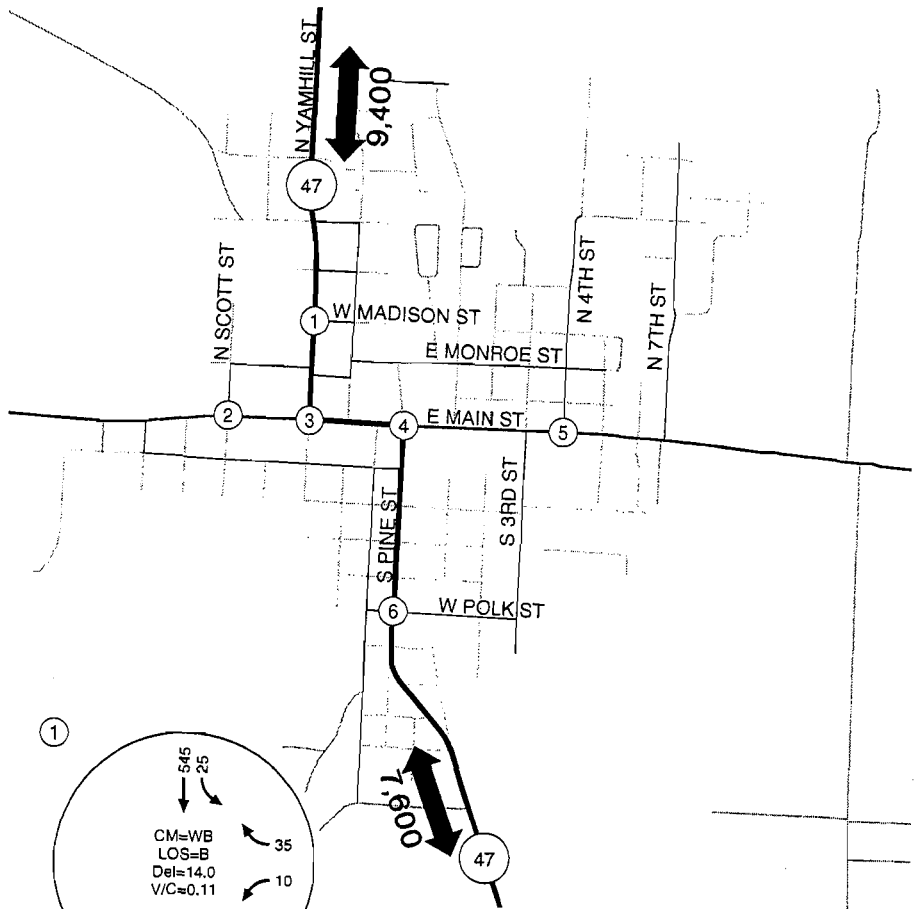 N YAMHILL ST
9,400
47
N SCOTT ST
1
W MADISON ST
N 4TH ST
N 7TH ST
E MONROE ST
2
3
4
E MAIN ST
5
S PINE ST
S 3RD ST
6
W POLK ST
1
545
25
CM=WB
LOS=B
Del=14.0
V/C=0.11
35
10
7,600
47